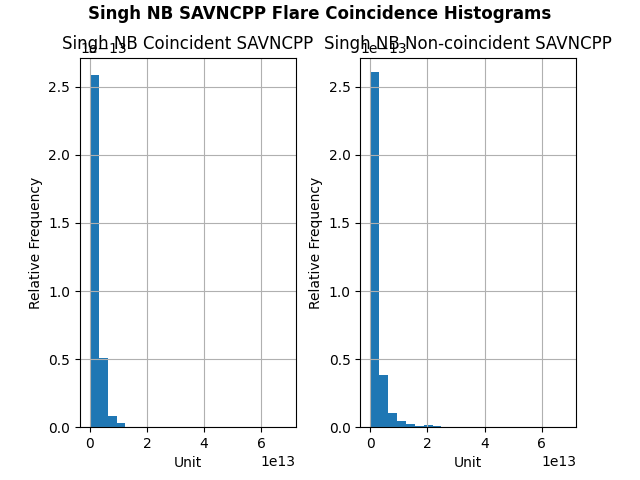 Singh NB SAVNCPP Flare Coincidence Histograms
Singh NB Coincident SAVNCPP
Singh NB Non-coincident SAVNCPP
1e−13
1e−13
2.5
2.0
1.5
1.0
0.5
0.0
Relative Frequency
0 2 4 6
1e13
Unit
2.5
2.0
1.5
1.0
0.5
0.0
Relative Frequency
0 2 4 6
1e13
Unit